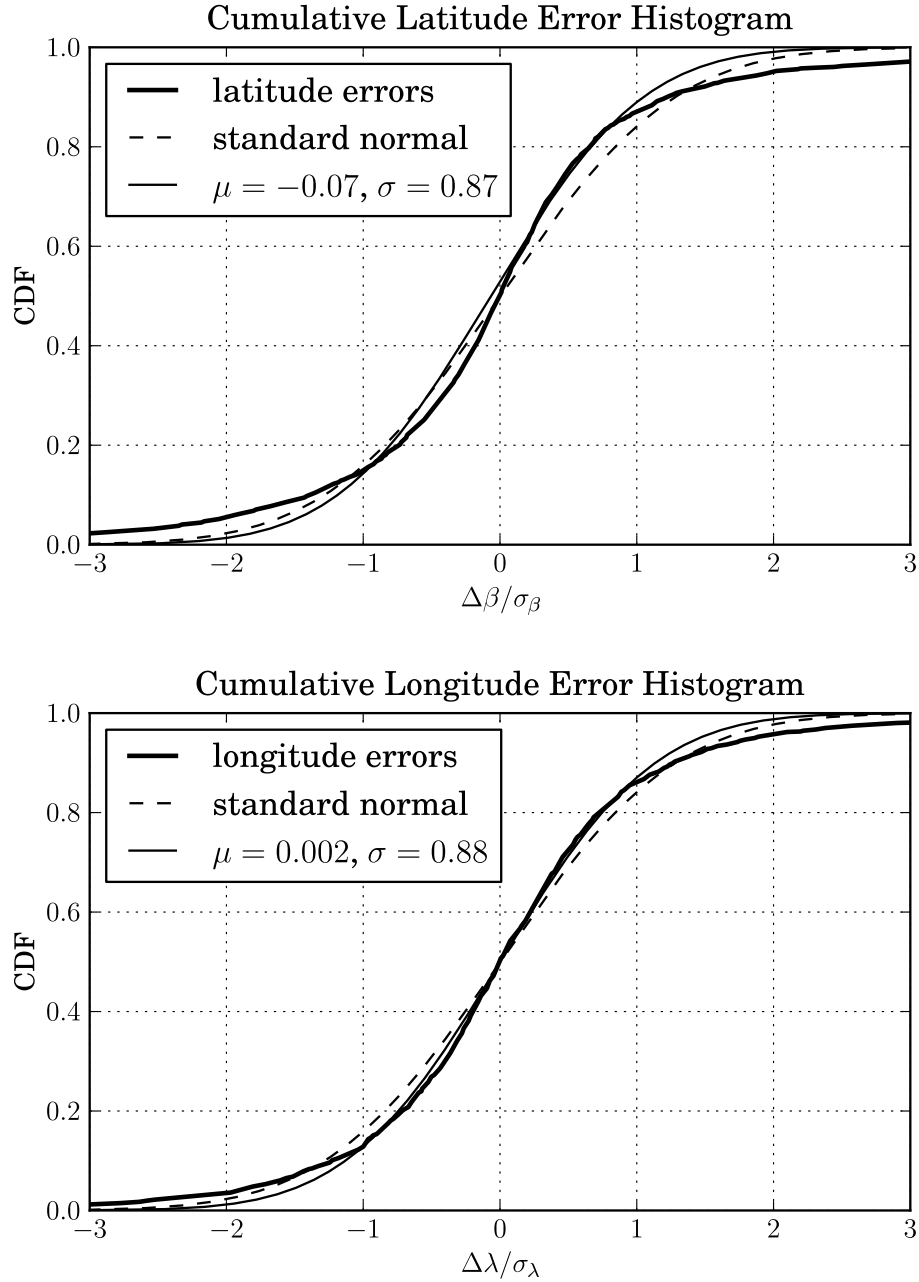 Cumulative Latitude Error Histogram
1.0
latitude errors
standard normal
μ = −0.07, σ = 0.87
0.8
0.6
CDF
0.4
0.2
0.0
−3 −2 −1 0 1 2 3
Δβ/σ_β
Cumulative Longitude Error Histogram
1.0
longitude errors
standard normal
μ = 0.002, σ = 0.88
0.8
0.6
CDF
0.4
0.2
0.0
−3 −2 −1 0 1 2 3
Δλ/σ_λ